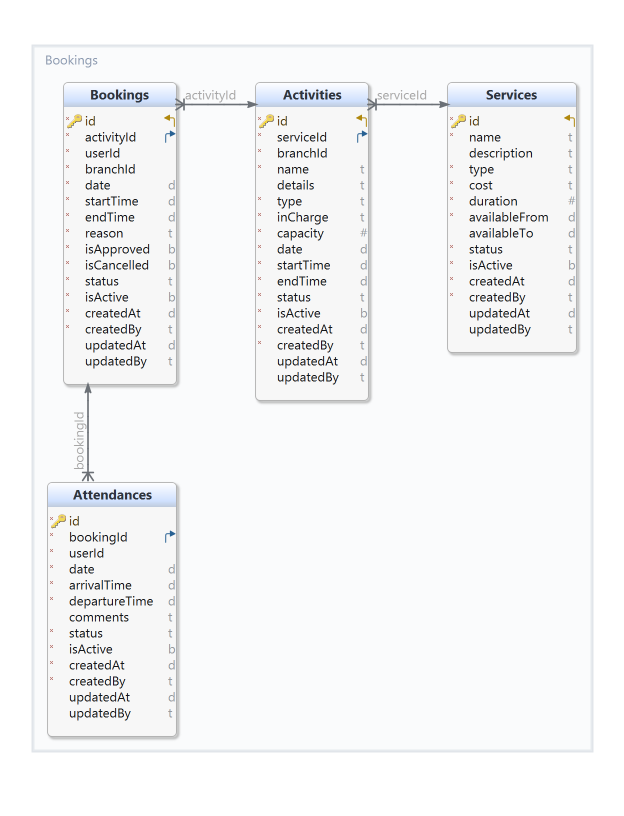 Bookings
Bookings
id
activityId
userId
branchId
date d
startTime d
endTime d
reason t
isApproved b
isCancelled b
status t
isActive b
createdAt d
createdBy t
updatedAt d
updatedBy t
activityId
Activities
id
serviceId
branchId
name t
details t
type t
inCharge t
capacity #
date d
startTime d
endTime d
status t
isActive b
createdAt d
createdBy t
updatedAt d
updatedBy t
serviceId
Services
id
name t
description t
type t
cost t
duration #
availableFrom d
availableTo d
status t
isActive b
createdAt d
createdBy t
updatedAt d
updatedBy t
bookingId
Attendances
id
bookingId
userId
date d
arrivalTime d
departureTime d
comments t
status t
isActive b
createdAt d
createdBy t
updatedAt d
updatedBy t